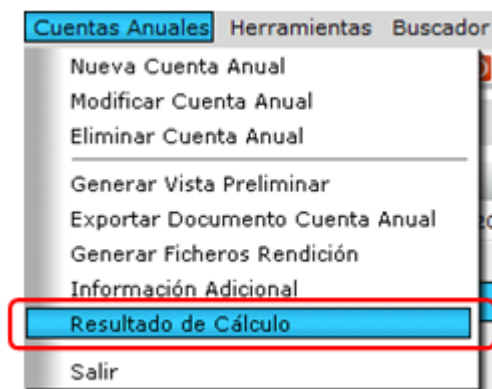 Cuentas Anuales Herramientas Buscador
Nueva Cuenta Anual
Modificar Cuenta Anual
Eliminar Cuenta Anual
Generar Vista Preliminar
Exportar Documento Cuenta Anual
Generar Ficheros Rendición
Información Adicional
Resultado de Cálculo
Salir